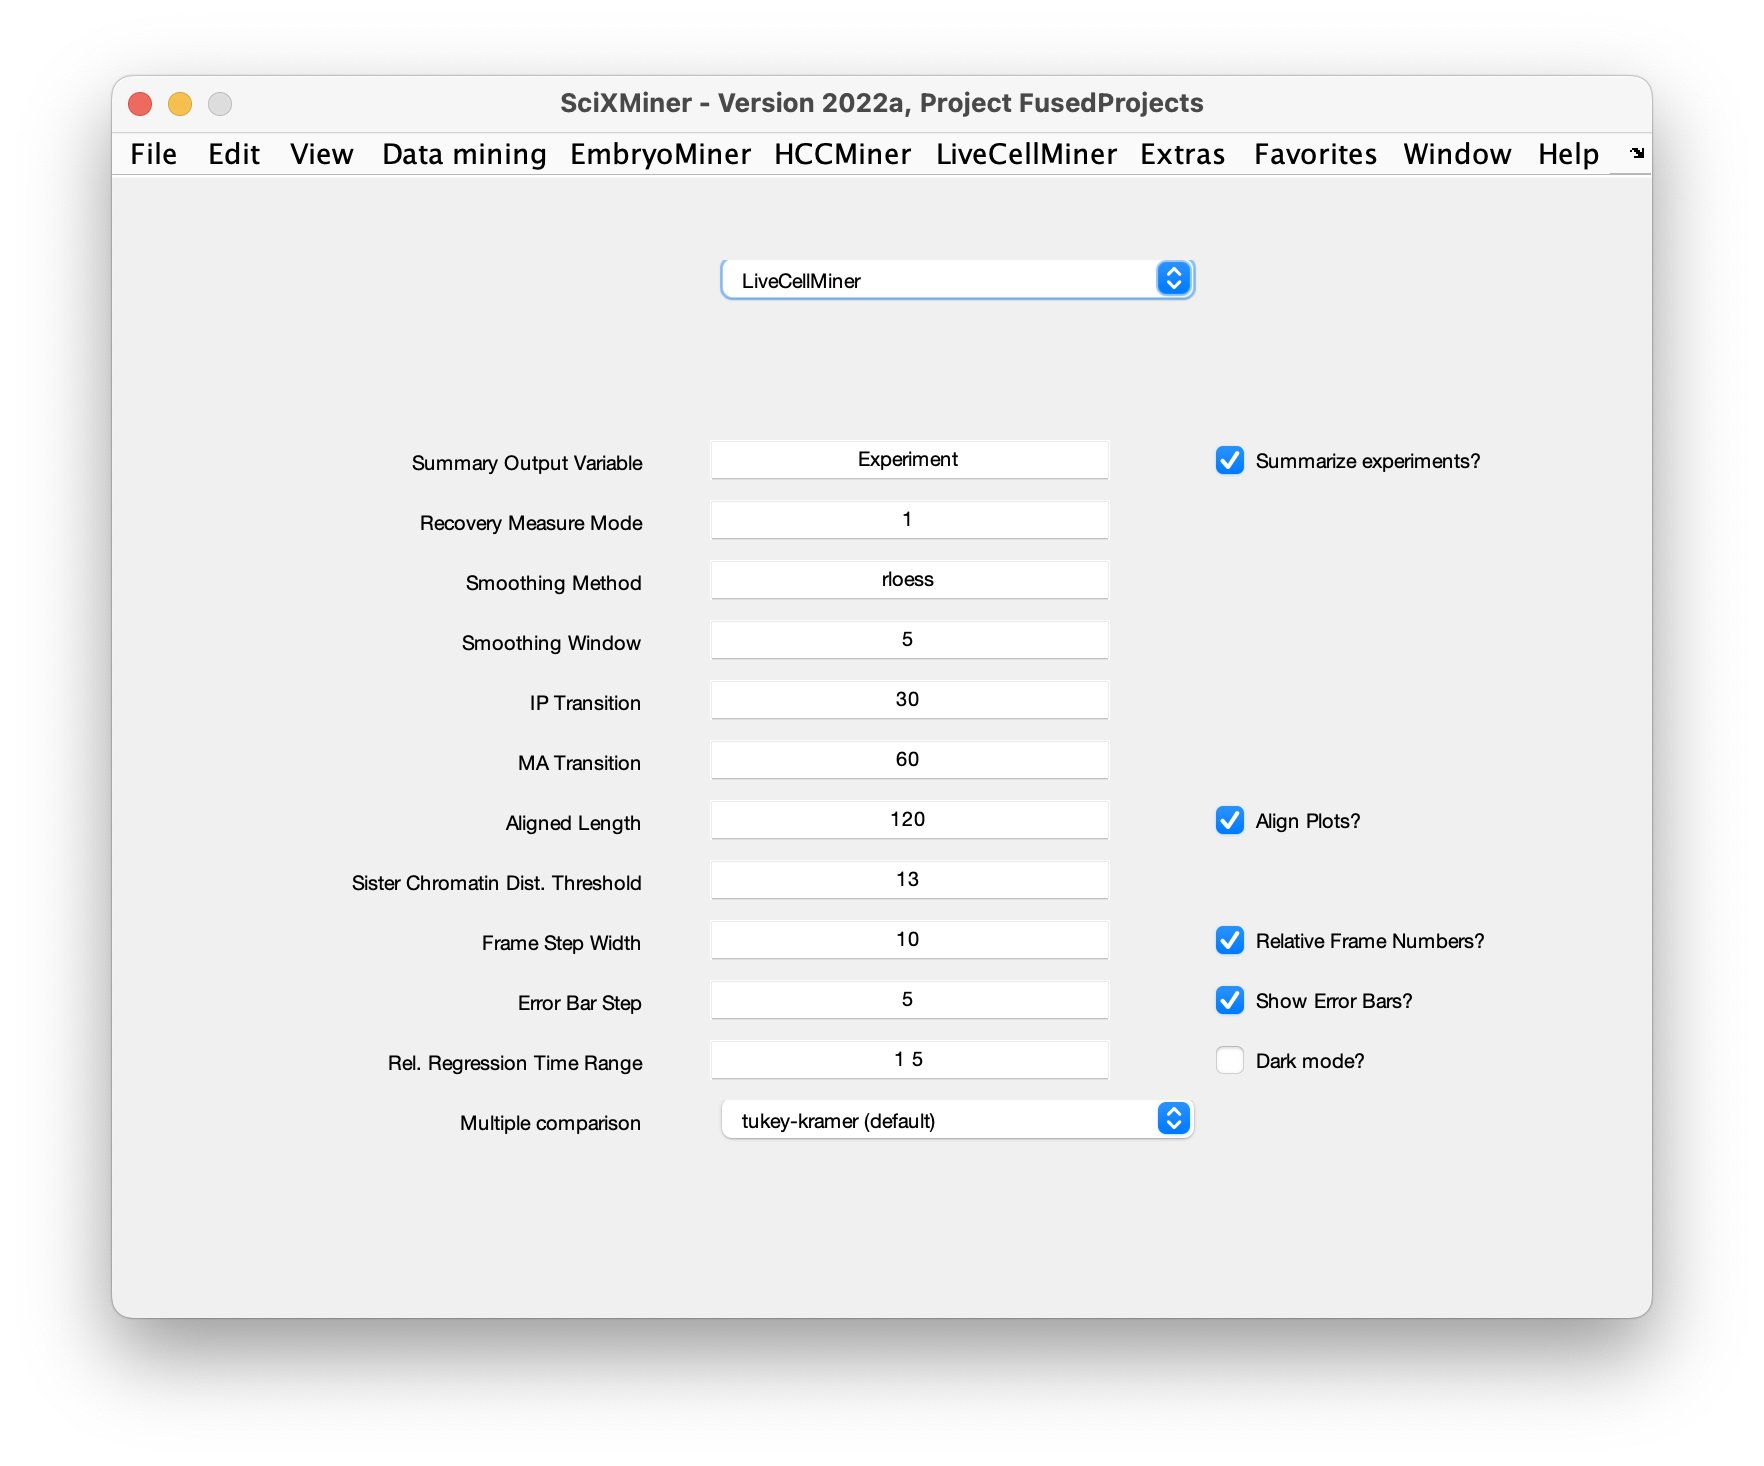 SciXMiner - Version 2022a, Project FusedProjects
File Edit View Data mining EmbryoMiner HCCMiner LiveCellMiner Extras Favorites Window Help
LiveCellMiner
Summary Output Variable Experiment Summarize experiments?
Recovery Measure Mode 1
Smoothing Method rloess
Smoothing Window 5
IP Transition 30
MA Transition 60
Aligned Length 120 Align Plots?
Sister Chromatin Dist. Threshold 13
Frame Step Width 10 Relative Frame Numbers?
Error Bar Step 5 Show Error Bars?
Rel. Regression Time Range 1 5 Dark mode?
Multiple comparison tukey-kramer (default)